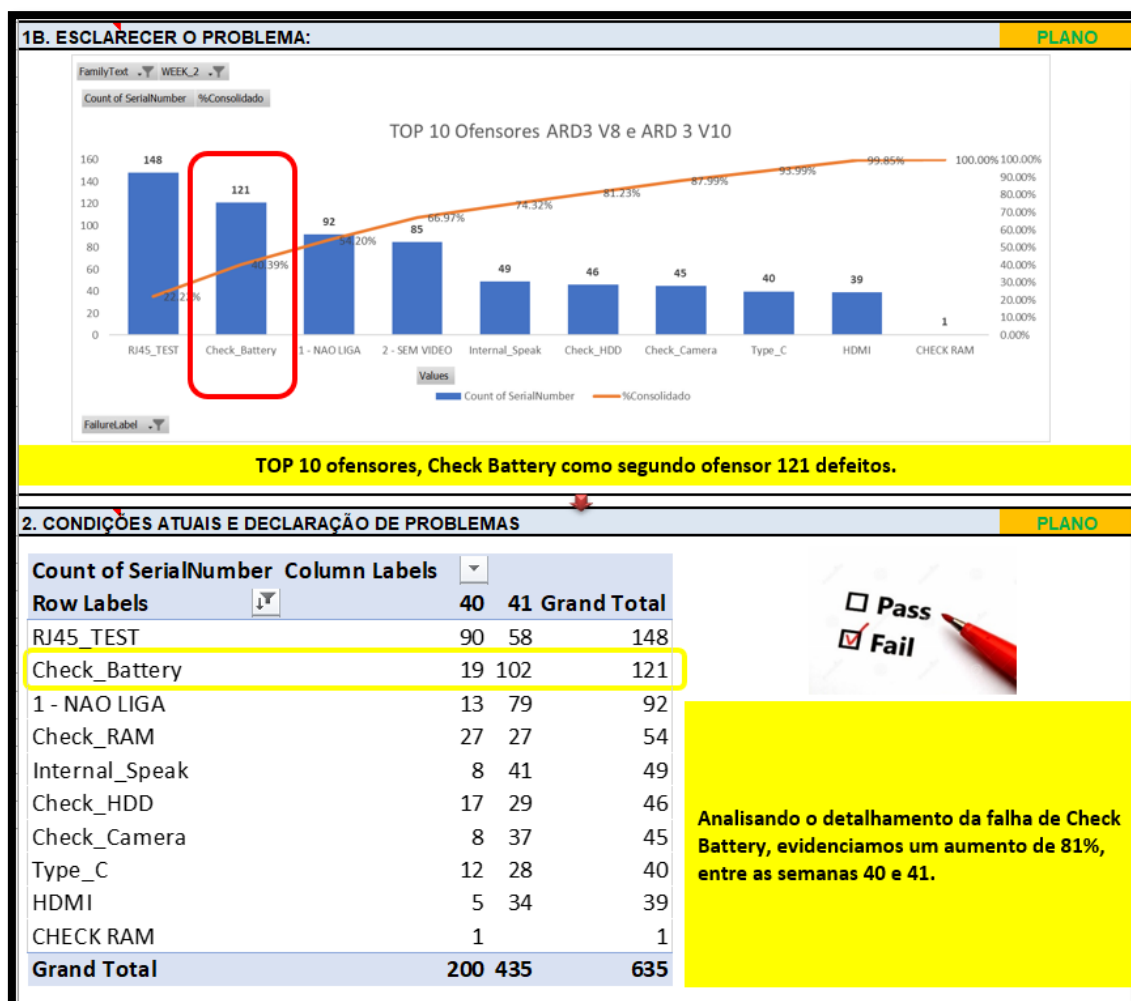 1B. ESCLARECER O PROBLEMA:
PLANO
FamilyText WEEK_2
Count of SerialNumber %Consolidado
TOP 10 Ofensores ARD3 V8 e ARD 3 V10
160
140
120
100
80
60
40
20
0
148
121
92
85
49
46
45
40
39
1
22.22%
40.39%
54.20%
66.97%
74.32%
81.23%
87.99%
93.99%
99.85%
100.00%
100.00%
90.00%
80.00%
70.00%
60.00%
50.00%
40.00%
30.00%
20.00%
10.00%
0.00%
RJ45_TEST Check_Battery 1 - NAO LIGA 2 - SEM VIDEO Internal_Speak Check_HDD Check_Camera Type_C HDMI CHECK RAM
Values
Count of SerialNumber %Consolidado
FailureLabel
TOP 10 ofensores, Check Battery como segundo ofensor 121 defeitos.
2. CONDIÇÕES ATUAIS E DECLARAÇÃO DE PROBLEMAS
PLANO
Count of SerialNumber Column Labels
Row Labels 40 41 Grand Total
RJ45_TEST 90 58 148
Check_Battery 19 102 121
1 - NAO LIGA 13 79 92
Check_RAM 27 27 54
Internal_Speak 8 41 49
Check_HDD 17 29 46
Check_Camera 8 37 45
Type_C 12 28 40
HDMI 5 34 39
CHECK RAM 1 1
Grand Total 200 435 635
Pass
Fail
Analisando o detalhamento da falha de Check
Battery, evidenciamos um aumento de 81%,
entre as semanas 40 e 41.